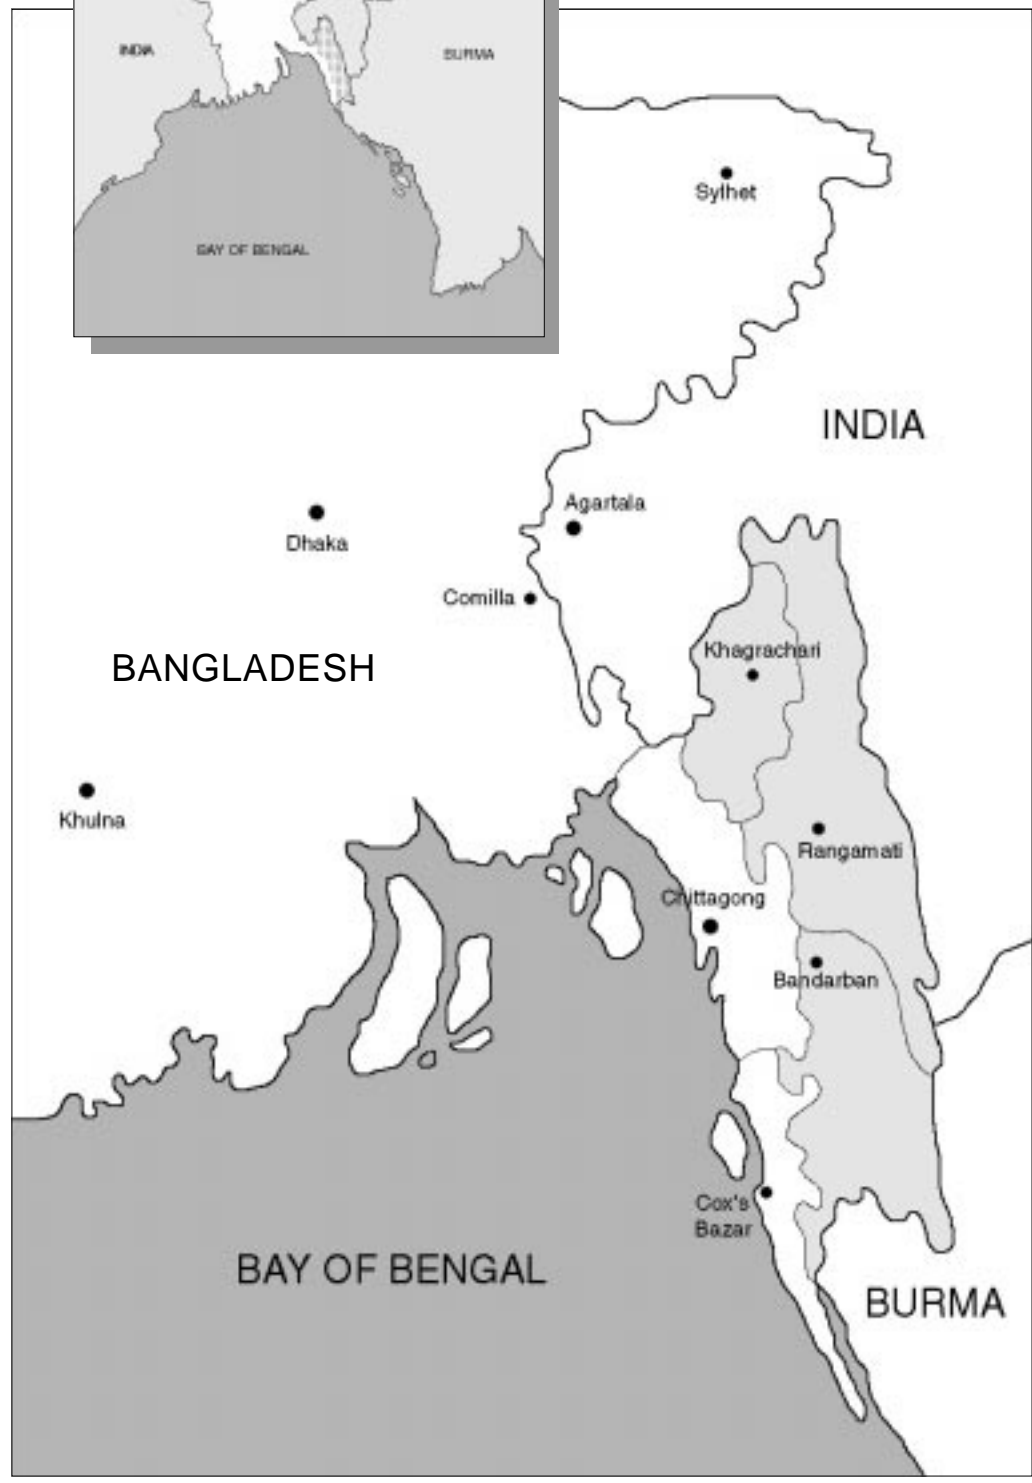 INDIA
BURMA
BAY OF BENGAL
Sylhet
INDIA
Agartala
Dhaka
Comilla
Khagrachari
BANGLADESH
Khulna
Rangamati
Chittagong
Bandarban
Cox's
Bazar
BAY OF BENGAL
BURMA